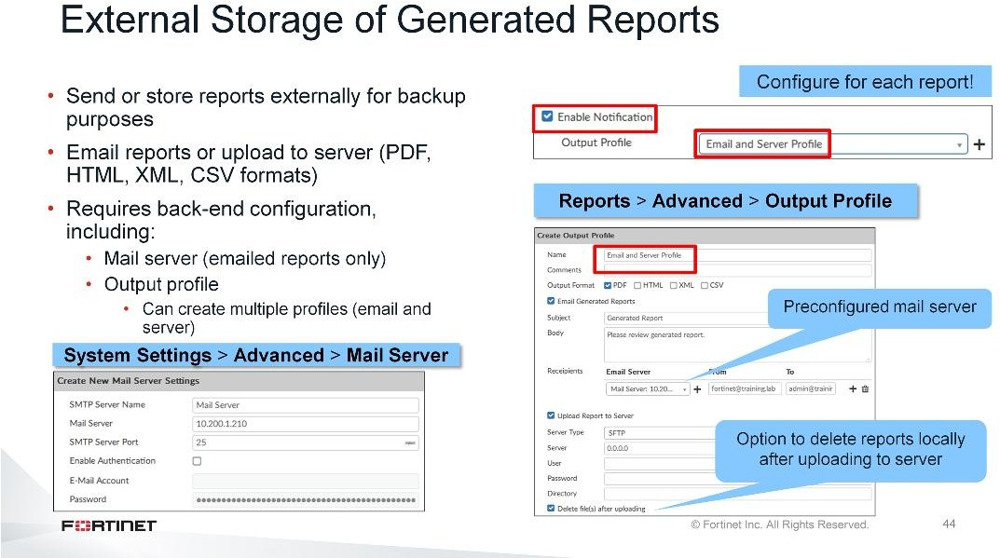 External Storage of Generated Reports
• Send or store reports externally for backup
purposes
• Email reports or upload to server (PDF,
HTML, XML, CSV formats)
• Requires back-end configuration,
including:
• Mail server (emailed reports only)
• Output profile
• Can create multiple profiles (email and
server)
System Settings > Advanced > Mail Server
Create New Mail Server Settings
SMTP Server Name Mail Server
Mail Server 10.200.1.210
SMTP Server Port 25
Enable Authentication
E-Mail Account
Password ••••••••••••••••••••••••••••••••••••••••••••
Configure for each report!
Enable Notification
Output Profile Email and Server Profile
Reports > Advanced > Output Profile
Create Output Profile
Name Email and Server Profile
Comments
Output Format PDF HTML XML CSV
Email Generated Reports
Subject Generated Report
Body Please review generated report.
Preconfigured mail server
Receipients Email Server From To
Mail Server: 10.20... fortinet@training.lab admin@trainir
Upload Report to Server
Server Type SFTP
Server 0.0.0.0
User
Password
Directory
Delete file(s) after uploading
Option to delete reports locally
after uploading to server
FORTINET
© Fortinet Inc. All Rights Reserved.
44